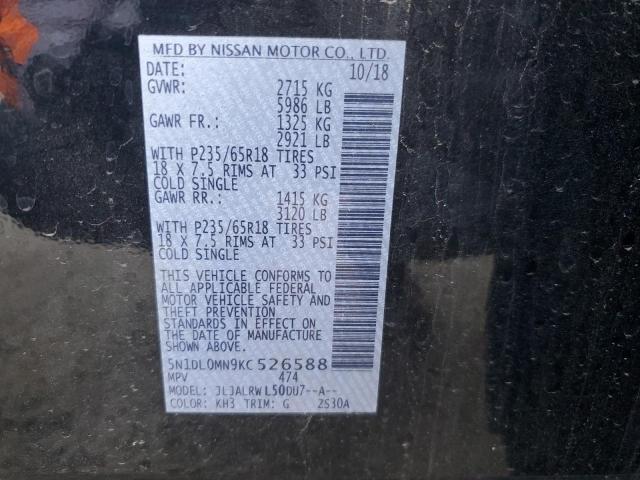 MFD BY NISSAN MOTOR CO., LTD.
DATE: 10/18
GVWR: 2715 KG
5986 LB
GAWR FR.: 1325 KG
2921 LB
WITH P235/65R18 TIRES
18 X 7.5 RIMS AT 33 PSI
COLD SINGLE
GAWR RR.: 1415 KG
3120 LB
WITH P235/65R18 TIRES
18 X 7.5 RIMS AT 33 PSI
COLD SINGLE
THIS VEHICLE CONFORMS TO
ALL APPLICABLE FEDERAL
MOTOR VEHICLE SAFETY AND
THEFT PREVENTION
STANDARDS IN EFFECT ON
THE DATE OF MANUFACTURE
SHOWN ABOVE.
5N1DL0MN9KC526588
MPV 474
MODEL: JLJALRWL50DU7--A--
COLOR: KH3 TRIM: G ZS30A